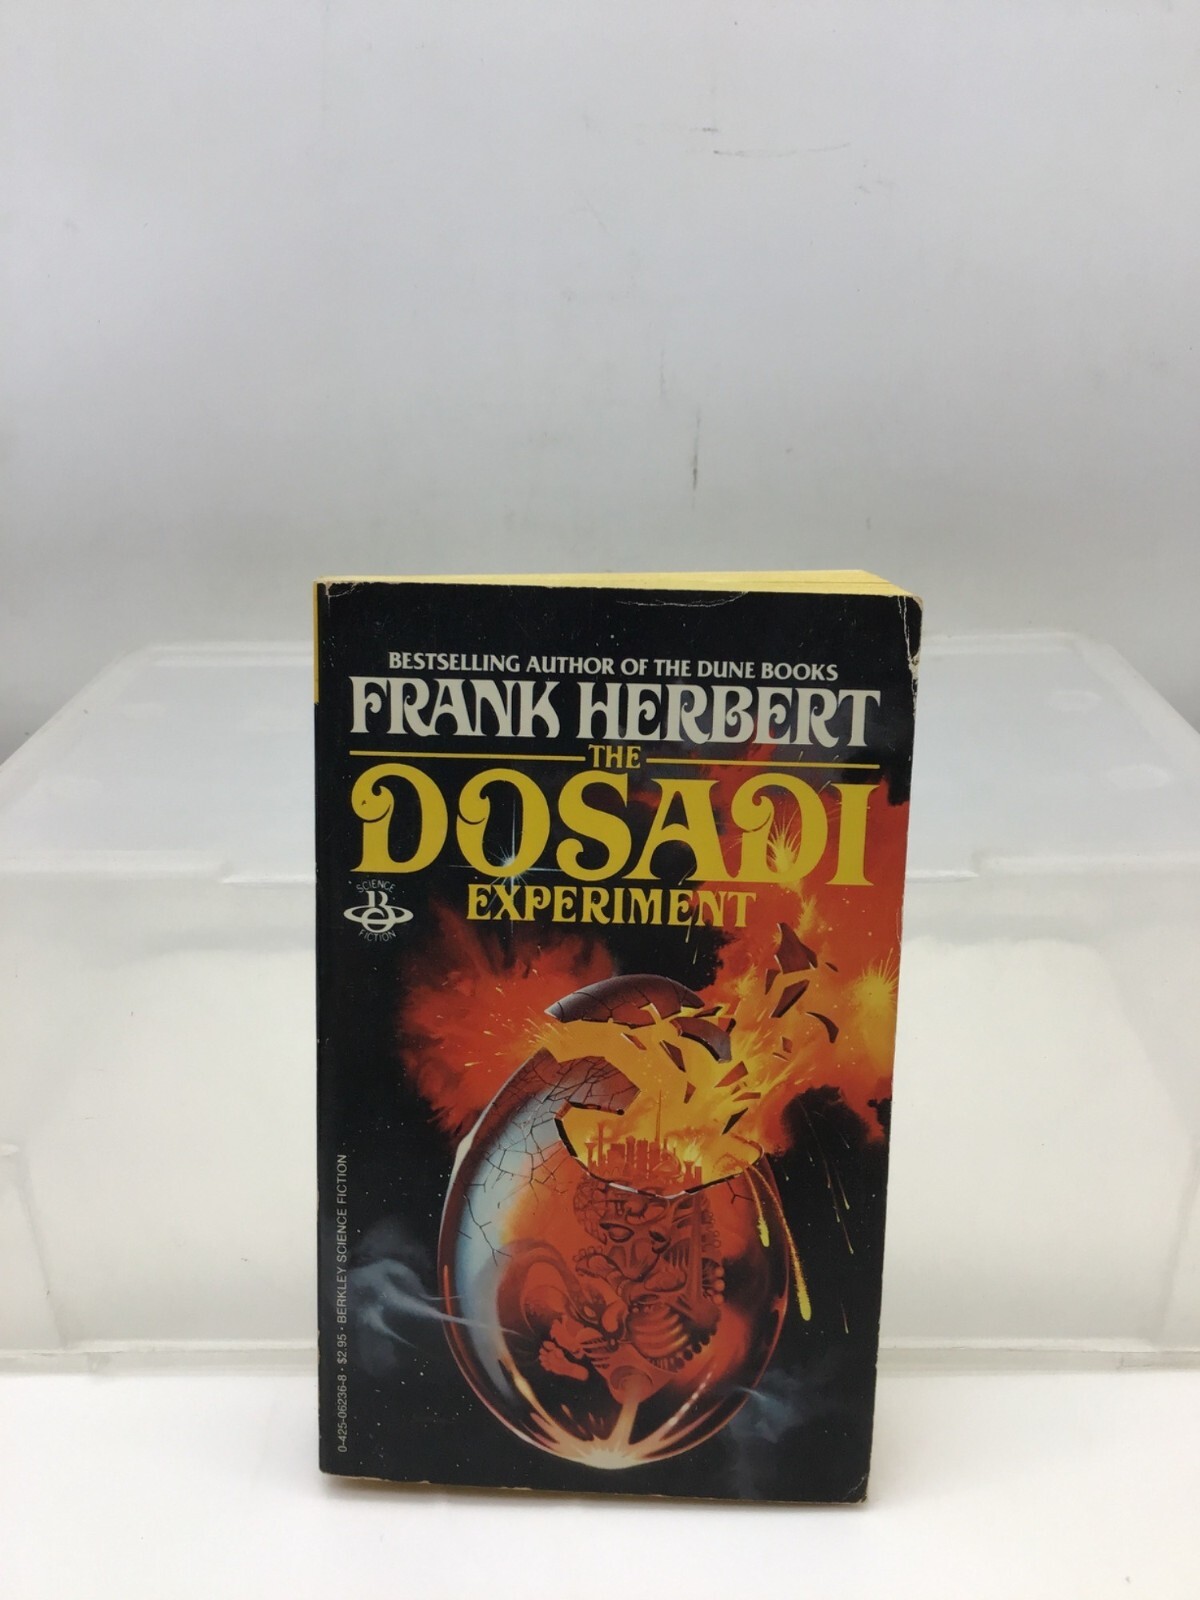 BESTSELLING AUTHOR OF THE DUNE BOOKS
FRANK HERBERT
THE
DOSADI
EXPERIMENT
SCIENCE
B
FICTION
0-425-06236-8 • $2.95 • BERKLEY SCIENCE FICTION